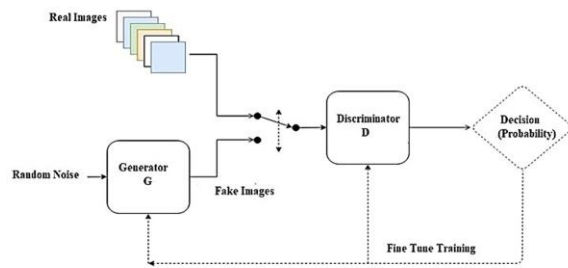 Real Images
Discriminator
D
Decision
(Probability)
Generator
G
Random Noise
Fake Images
Fine Tune Training